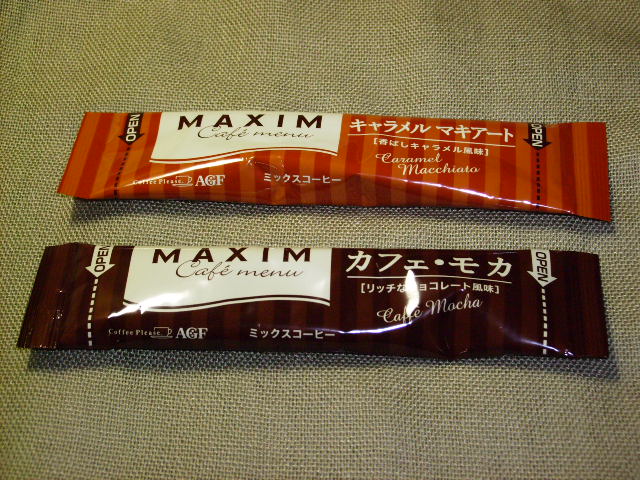 OPEN
MAXIM
Café menu
キャラメル マキアート
[香ばしキャラメル風味]
Caramel
Macchiato
OPEN
Coffee Please AGF
ミックスコーヒー
OPEN
MAXIM
Café menu
カフェ・モカ
[リッチなチョコレート風味]
Caffe Mocha
OPEN
Coffee Please AGF
ミックスコーヒー